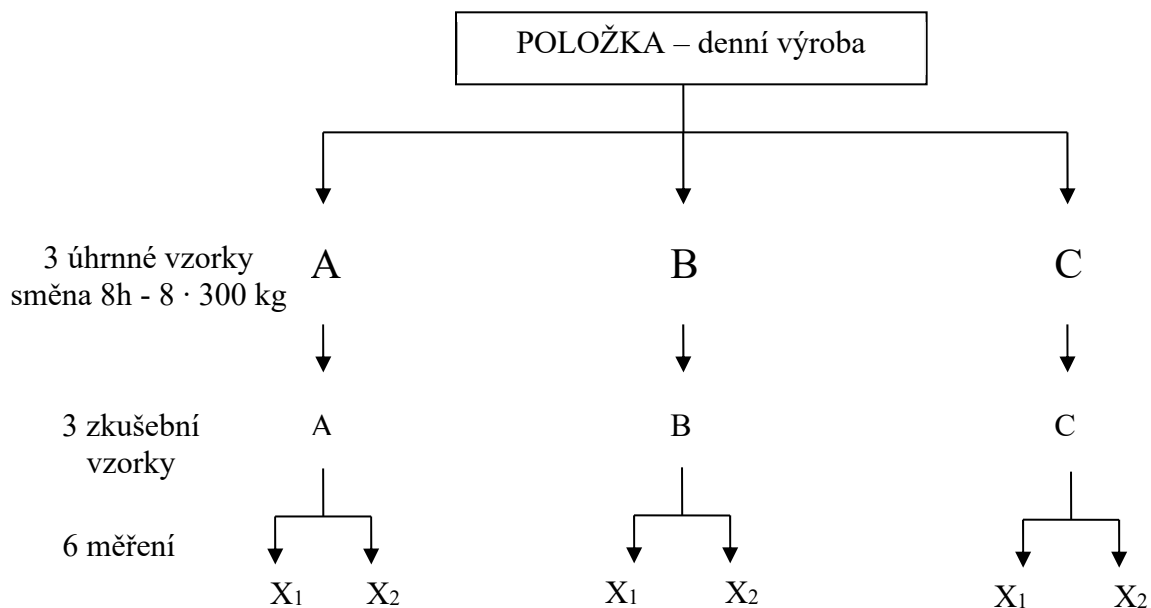 POLOŽKA – denní výroba
3 úhrnné vzorky
směna 8h - 8 · 300 kg
A
B
C
3 zkušební
vzorky
A
B
C
6 měření
X1
X2
X1
X2
X1
X2